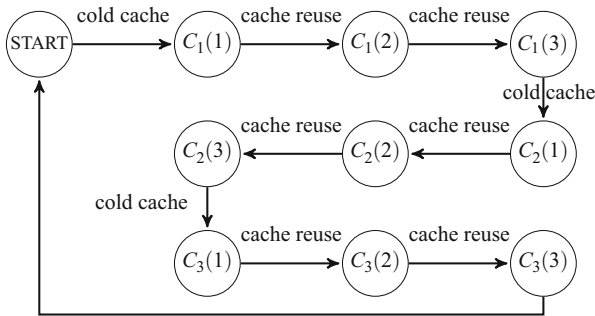 cold cache cache reuse cache reuse
START C₁(1) C₁(2) C₁(3)
cold cache
cache reuse cache reuse
C₂(3) C₂(2) C₂(1)
cold cache
cache reuse cache reuse
C₃(1) C₃(2) C₃(3)